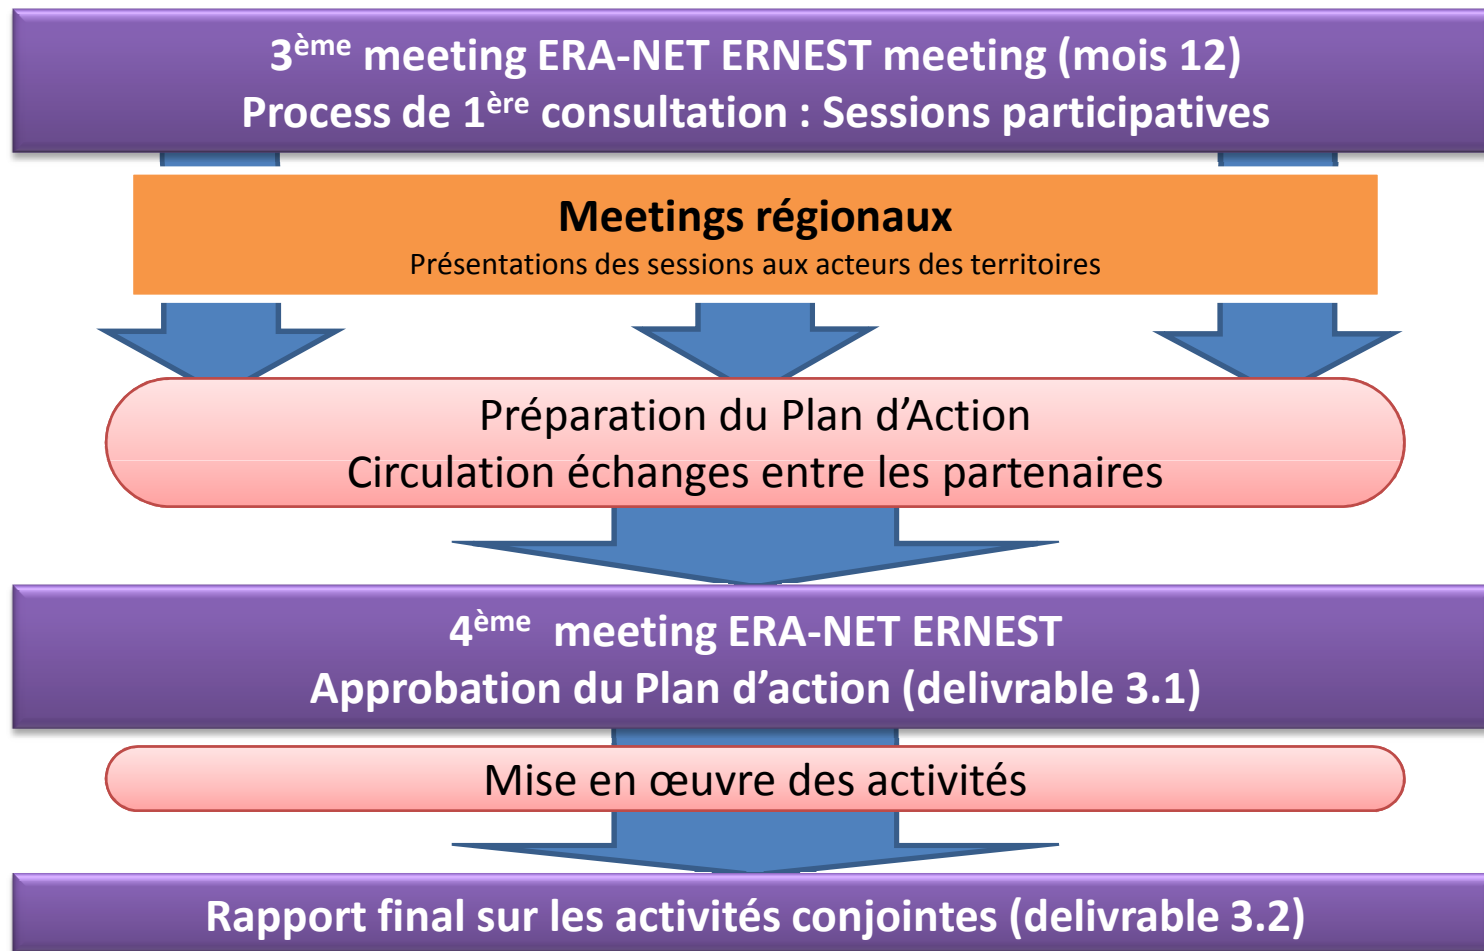 3ème meeting ERA-NET ERNEST meeting (mois 12)
Process de 1ère consultation : Sessions participatives
Meetings régionaux
Présentations des sessions aux acteurs des territoires
Préparation du Plan d’Action
Circulation échanges entre les partenaires
4ème meeting ERA-NET ERNEST
Approbation du Plan d’action (delivrable 3.1)
Mise en œuvre des activités
Rapport final sur les activités conjointes (delivrable 3.2)